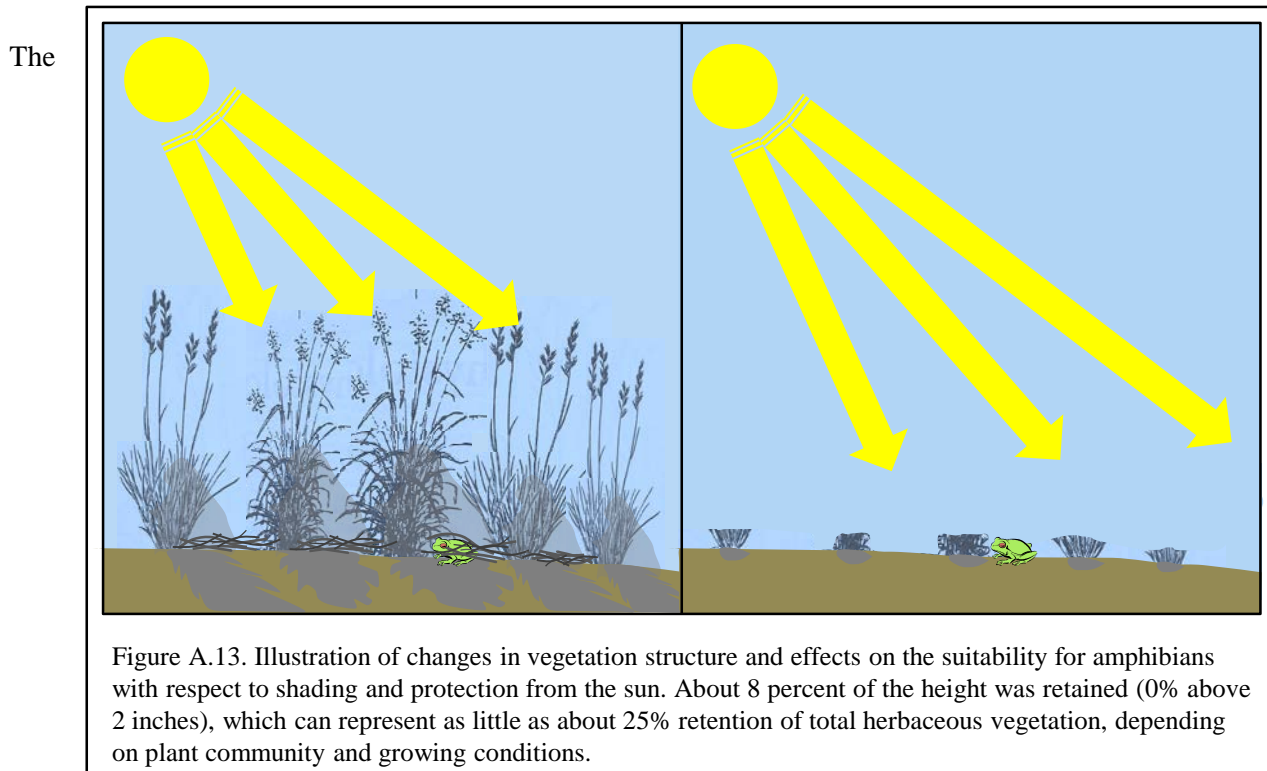 The
Figure A.13. Illustration of changes in vegetation structure and effects on the suitability for amphibians
with respect to shading and protection from the sun. About 8 percent of the height was retained (0% above
2 inches), which can represent as little as about 25% retention of total herbaceous vegetation, depending
on plant community and growing conditions.